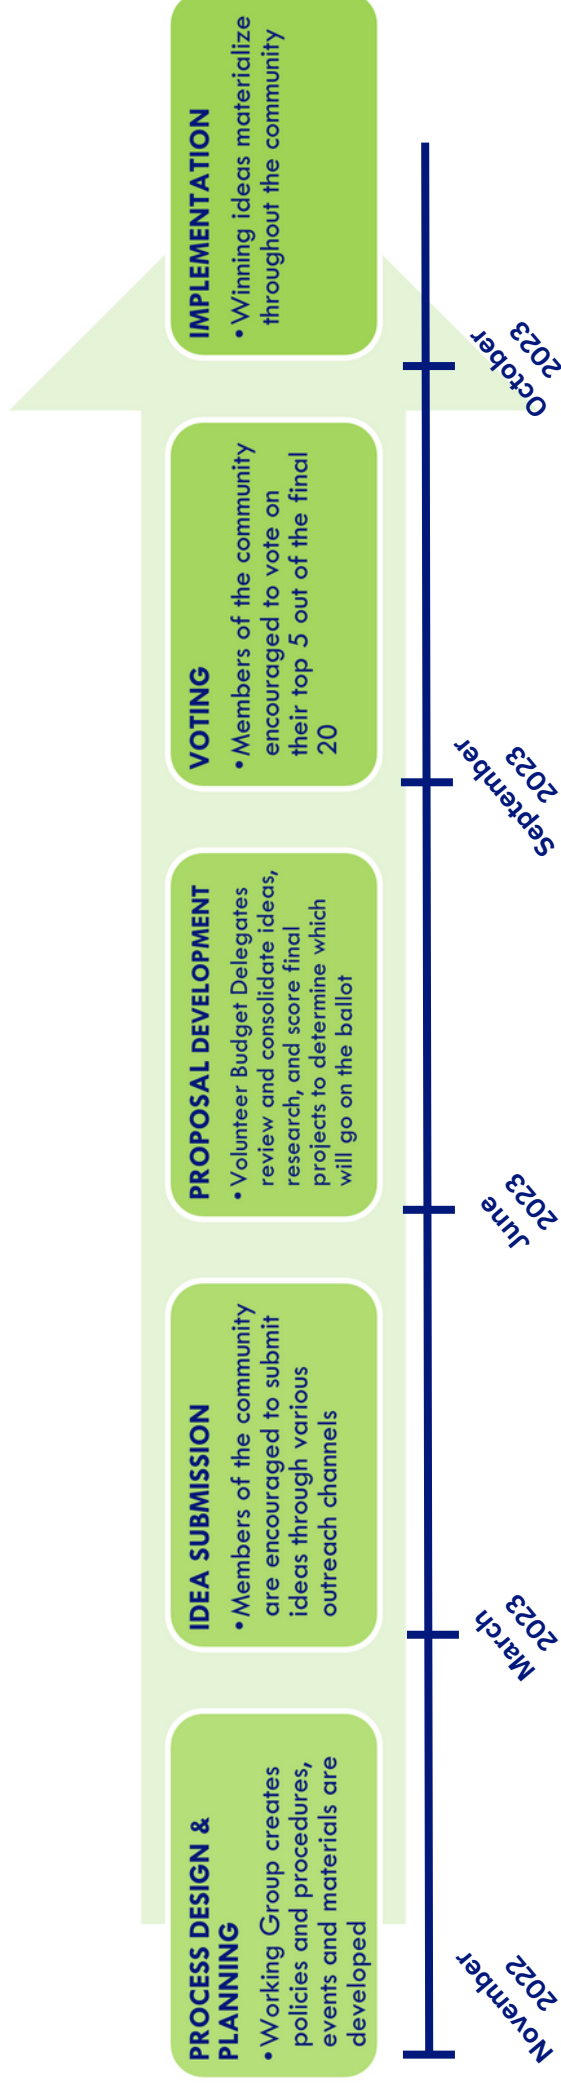 PROCESS DESIGN &
PLANNING
• Working Group creates
policies and procedures,
events and materials are
developed
IDEA SUBMISSION
• Members of the community
are encouraged to submit
ideas through various
outreach channels
PROPOSAL DEVELOPMENT
• Volunteer Budget Delegates
review and consolidate ideas,
research, and score final
projects to determine which
will go on the ballot
VOTING
• Members of the community
encouraged to vote on
their top 5 out of the final
20
IMPLEMENTATION
• Winning ideas materialize
throughout the community
November
2022
March
2023
June
2023
September
2023
October
2023